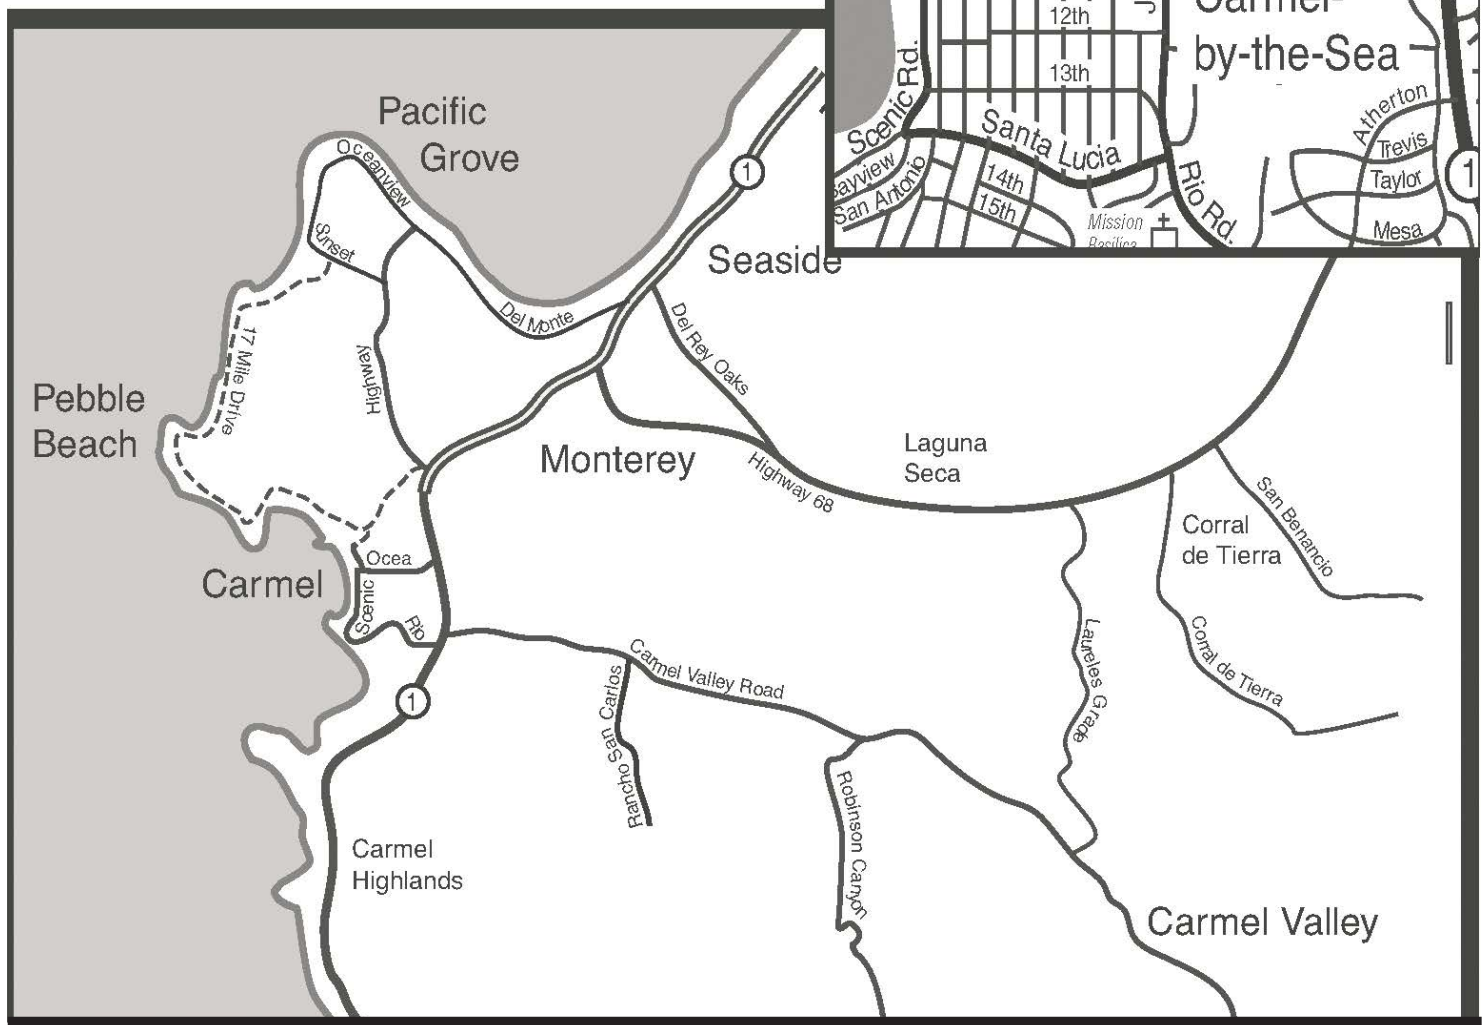 12th
by-the-Sea
13th
Scenic Rd.
Santa Lucia
Atherton
Trevis
Taylor
Mesa
1
San Antonio
14th
15th
Rio Rd.
Mission
Pacific
Grove
Oceanview
Sunset
1
Seaside
Del Monte
Del Rey Oaks
17 Mile Drive
Highway
Pebble
Beach
Monterey
Highway 68
Laguna
Seca
San Benancio
Corral
de Tierra
Corral de Tierra
Ocea
Carmel
Scenic
Rio
1
Carmel Valley Road
Rancho San Carlos
Laureles Grade
Robinson Canyon
Carmel
Highlands
Carmel Valley